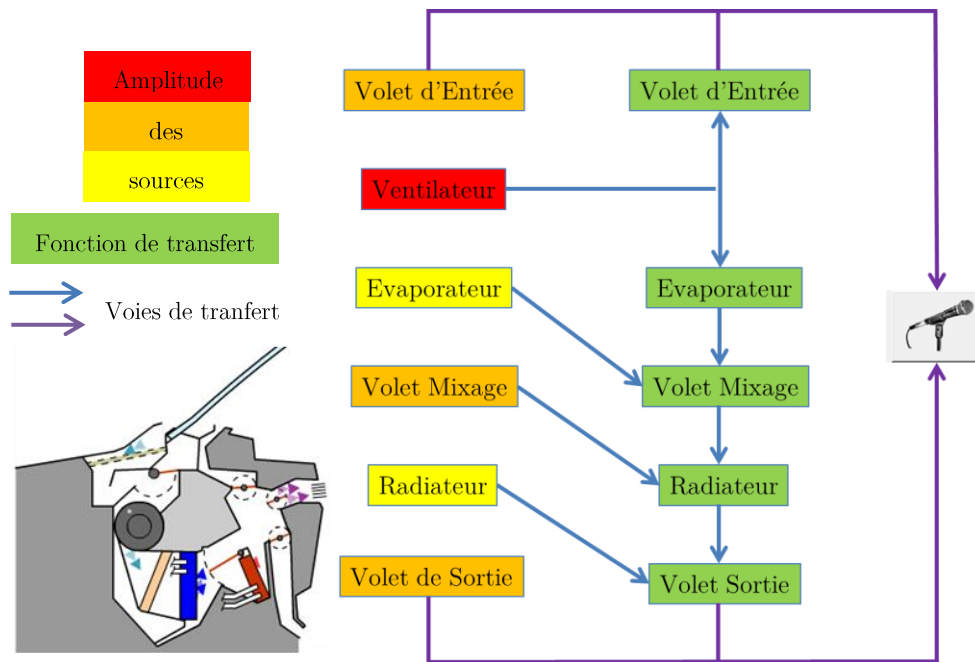 Amplitude
des
sources
Fonction de transfert
Voies de tranfert
Volet d'Entrée
Volet d'Entrée
Ventilateur
Evaporateur
Evaporateur
Volet Mixage
Volet Mixage
Radiateur
Radiateur
Volet de Sortie
Volet Sortie